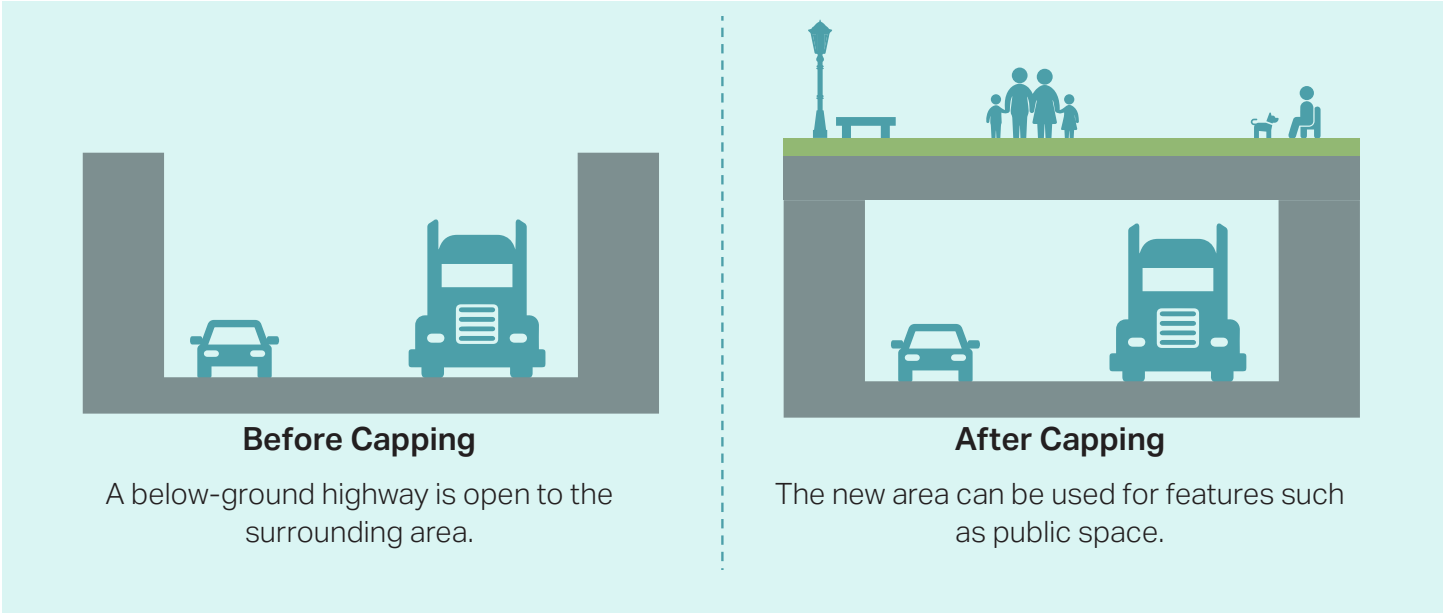 Before Capping
A below-ground highway is open to the
surrounding area.
After Capping
The new area can be used for features such
as public space.